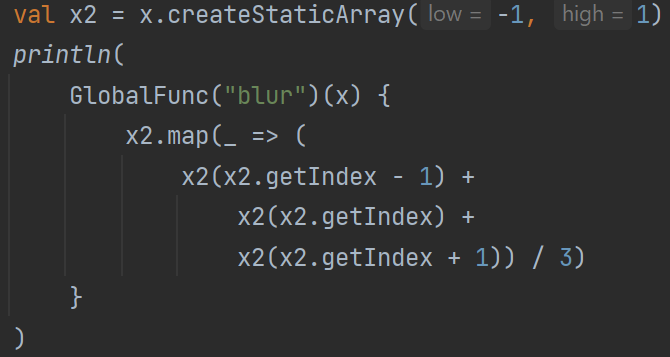 val x2 = x.createStaticArray( low = -1, high = 1)
println(
    GlobalFunc("blur")(x) {
        x2.map(_ => (
            x2(x2.getIndex - 1) +
                x2(x2.getIndex) +
                x2(x2.getIndex + 1)) / 3)
    }
)